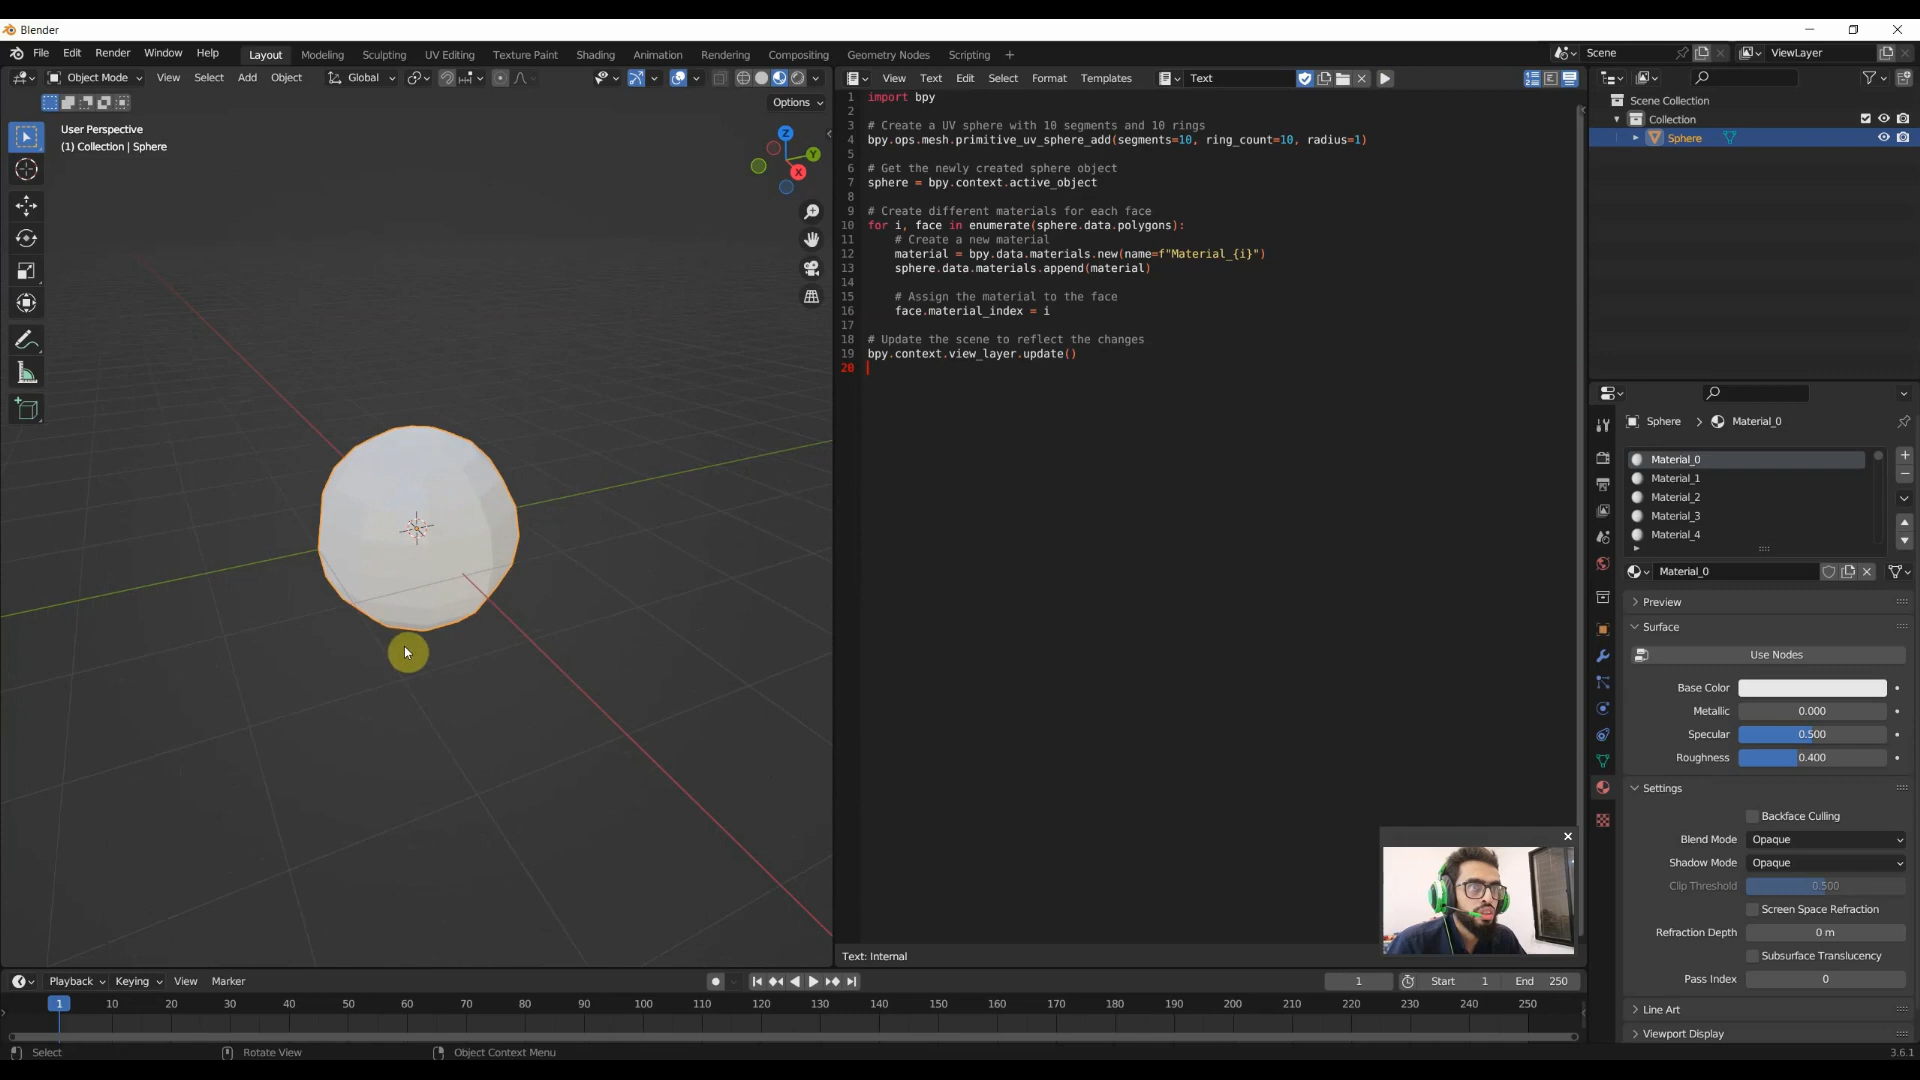 Blender
File Edit Render Window Help Layout Modeling Sculpting UV Editing Texture Paint Shading Animation Rendering Compositing Geometry Nodes Scripting + Scene ViewLayer
Object Mode View Select Add Object Global View Text Edit Select Format Templates Text
Options
User Perspective
(1) Collection | Sphere
Z
Y
X
1 import bpy
2
3 # Create a UV sphere with 10 segments and 10 rings
4 bpy.ops.mesh.primitive_uv_sphere_add(segments=10, ring_count=10, radius=1)
5
6 # Get the newly created sphere object
7 sphere = bpy.context.active_object
8
9 # Create different materials for each face
10 for i, face in enumerate(sphere.data.polygons):
11 # Create a new material
12 material = bpy.data.materials.new(name=f"Material_{i}")
13 sphere.data.materials.append(material)
14
15 # Assign the material to the face
16 face.material_index = i
17
18 # Update the scene to reflect the changes
19 bpy.context.view_layer.update()
20
Text: Internal
Scene Collection
Collection
Sphere
Sphere > Material_0
Material_0
Material_1
Material_2
Material_3
Material_4
Material_0
Preview
Surface
Use Nodes
Base Color
Metallic 0.000
Specular 0.500
Roughness 0.400
Settings
Backface Culling
Blend Mode Opaque
Shadow Mode Opaque
Clip Threshold 0.500
Screen Space Refraction
Refraction Depth 0 m
Subsurface Translucency
Pass Index 0
Line Art
Viewport Display
Playback Keying View Marker 1 Start 1 End 250
1 10 20 30 40 50 60 70 80 90 100 110 120 130 140 150 160 170 180 190 200 210 220 230 240 250
Select Rotate View Object Context Menu 3.6.1